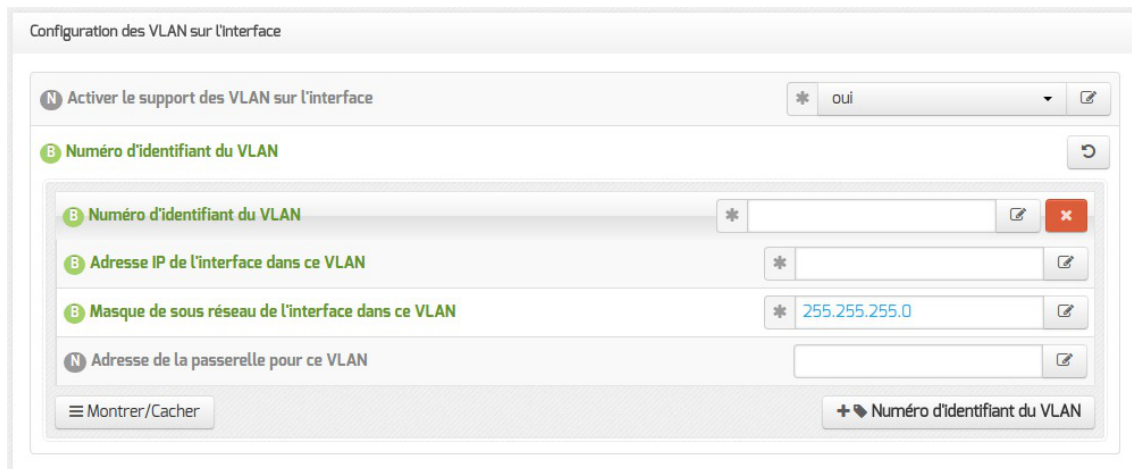 Configuration des VLAN sur l'interface
N Activer le support des VLAN sur l'interface * oui
B Numéro d'identifiant du VLAN
B Numéro d'identifiant du VLAN *
B Adresse IP de l'interface dans ce VLAN *
B Masque de sous réseau de l'interface dans ce VLAN * 255.255.255.0
N Adresse de la passerelle pour ce VLAN
Montrer/Cacher + Numéro d'identifiant du VLAN